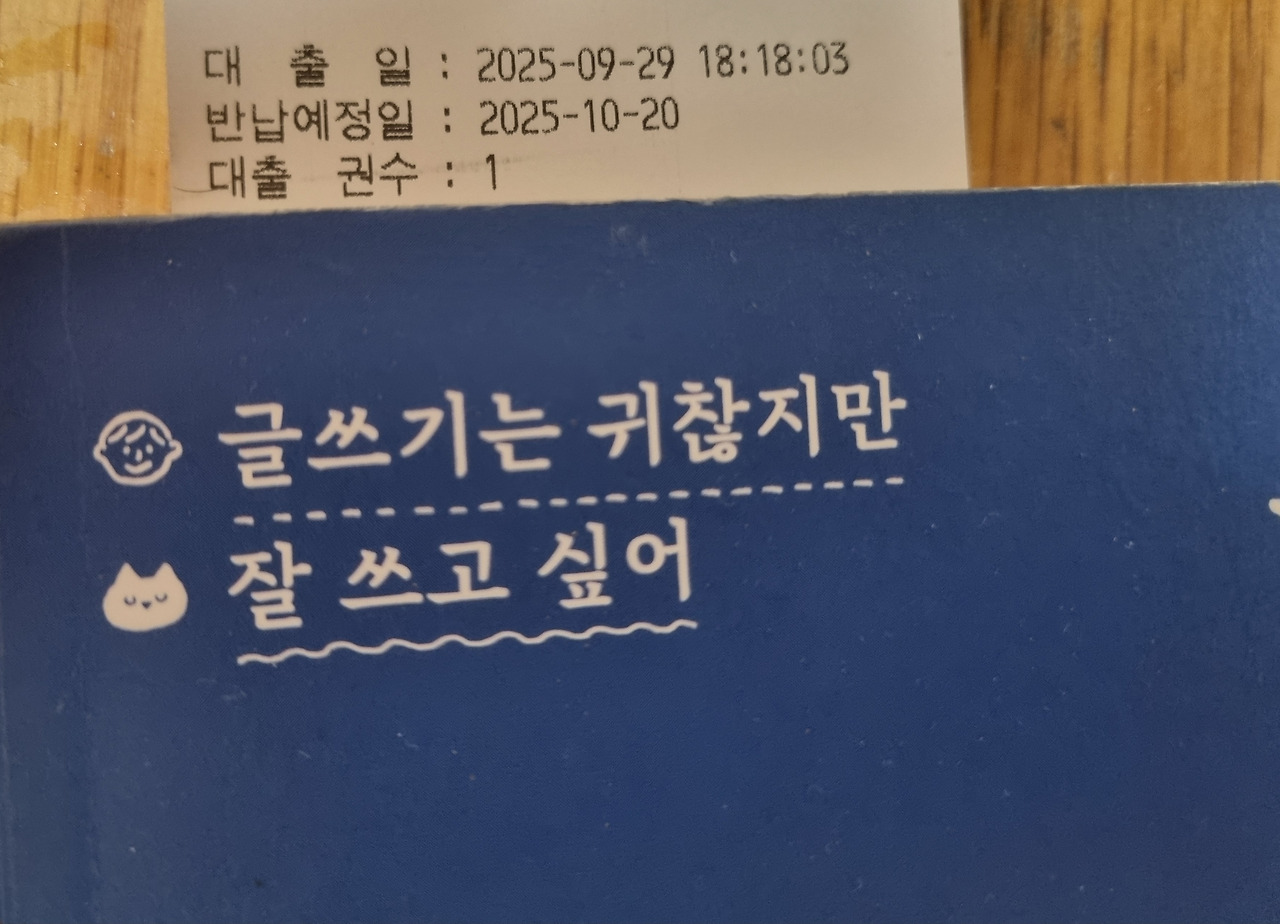 대 출 일 : 2025-09-29 18:18:03
반납예정일 : 2025-10-20
대출 권수 : 1
글쓰기는 귀찮지만
잘 쓰고 싶어